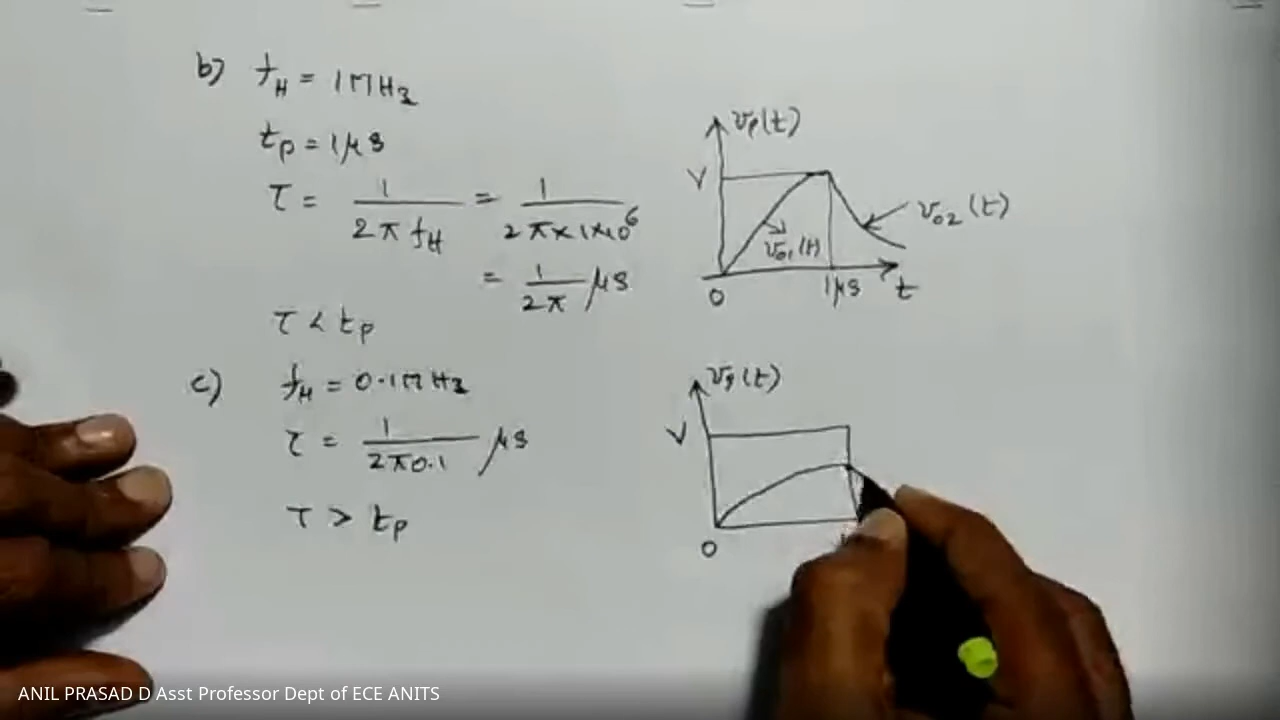 b) fH = 1MHz
tp = 1μs
τ = 1 / 2π fH = 1 / 2π×1×10^6
= 1 / 2π μs
τ < tp
vp(t)
V
vo1(t)
vo2(t)
0
1μs
t
c) fH = 0.1MHz
τ = 1 / 2π0.1 μs
τ > tp
V
0
ANIL PRASAD D Asst Professor Dept of ECE ANITS